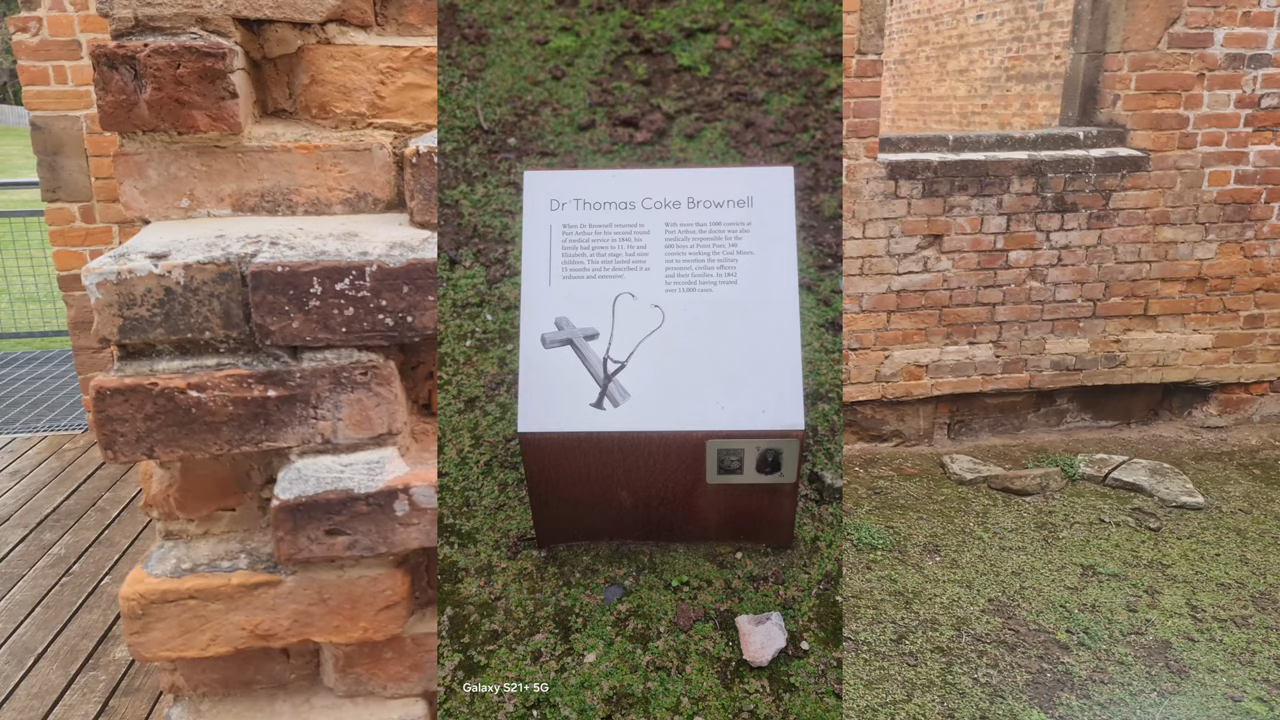 Dr Thomas Coke Brownell
When Dr Brownell returned to
Port Arthur for his second round
of medical service in 1840, his
family had grown to 11. He and
Elizabeth, at that stage, had nine
children. This stint lasted some
15 months and he described it as
'arduous and extensive'.
With more than 1000 convicts at
Port Arthur, the doctor was also
medically responsible for the
600 boys at Point Puer, 340
convicts working the Coal Mines,
not to mention the military
personnel, civilian officers
and their families. In 1842
he recorded having treated
over 13,000 cases.
Galaxy S21+ 5G